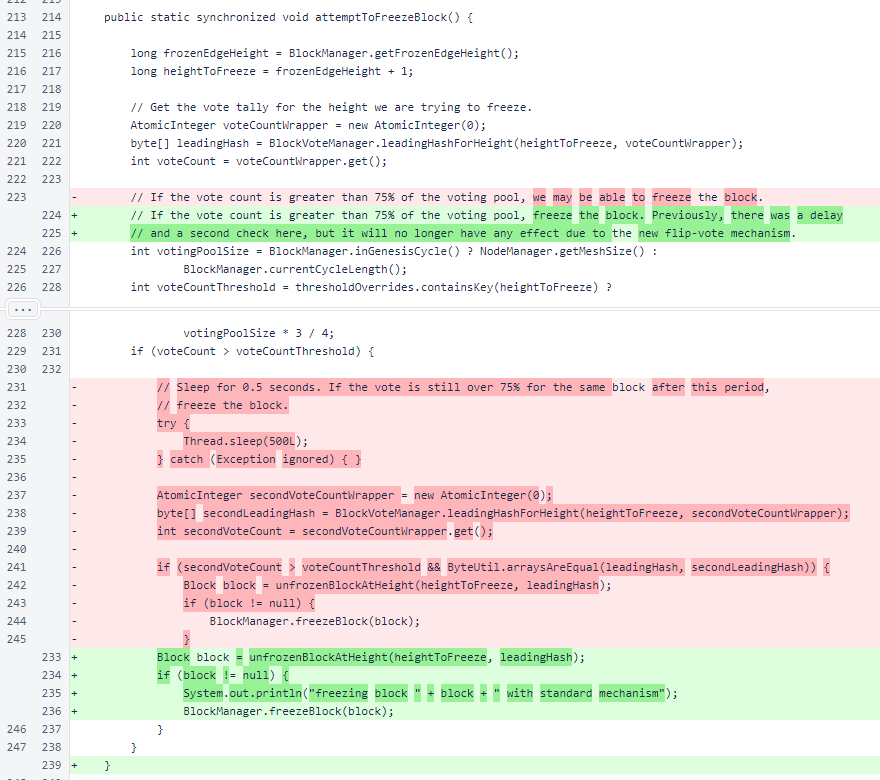 213 214 public static synchronized void attemptToFreezeBlock() {
214 215
215 216 long frozenEdgeHeight = BlockManager.getFrozenEdgeHeight();
216 217 long heightToFreeze = frozenEdgeHeight + 1;
217 218
218 219 // Get the vote tally for the height we are trying to freeze.
219 220 AtomicInteger voteCountWrapper = new AtomicInteger(0);
220 221 byte[] leadingHash = BlockVoteManager.leadingHashForHeight(heightToFreeze, voteCountWrapper);
221 222 int voteCount = voteCountWrapper.get();
222 223
223 - // If the vote count is greater than 75% of the voting pool, we may be able to freeze the block.
224 + // If the vote count is greater than 75% of the voting pool, freeze the block. Previously, there was a delay
225 + // and a second check here, but it will no longer have any effect due to the new flip-vote mechanism.
224 226 int votingPoolSize = BlockManager.inGenesisCycle() ? NodeManager.getMeshSize() :
225 227 BlockManager.currentCycleLength();
226 228 int voteCountThreshold = thresholdOverrides.containsKey(heightToFreeze) ?
...
228 230 votingPoolSize * 3 / 4;
229 231 if (voteCount > voteCountThreshold) {
230 232
231 - // Sleep for 0.5 seconds. If the vote is still over 75% for the same block after this period,
232 - // freeze the block.
233 - try {
234 - Thread.sleep(500L);
235 - } catch (Exception ignored) { }
236 -
237 - AtomicInteger secondVoteCountWrapper = new AtomicInteger(0);
238 - byte[] secondLeadingHash = BlockVoteManager.leadingHashForHeight(heightToFreeze, secondVoteCountWrapper);
239 - int secondVoteCount = secondVoteCountWrapper.get();
240 -
241 - if (secondVoteCount > voteCountThreshold && ByteUtil.arraysAreEqual(leadingHash, secondLeadingHash)) {
242 - Block block = unfrozenBlockAtHeight(heightToFreeze, leadingHash);
243 - if (block != null) {
244 - BlockManager.freezeBlock(block);
245 - }
233 + Block block = unfrozenBlockAtHeight(heightToFreeze, leadingHash);
234 + if (block != null) {
235 + System.out.println("freezing block " + block + " with standard mechanism");
236 + BlockManager.freezeBlock(block);
246 237 }
247 238 }
239 + }